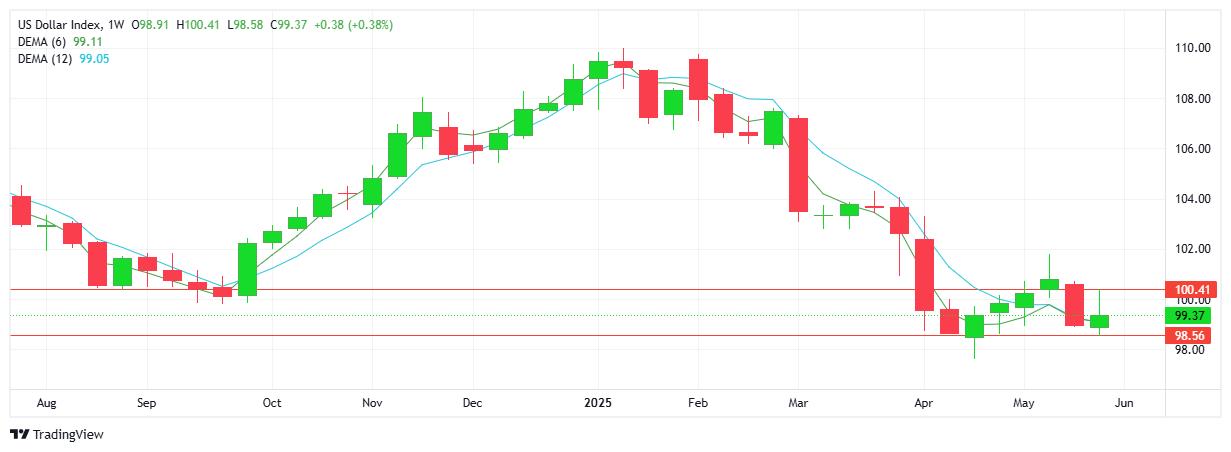 US Dollar Index, 1W O98.91 H100.41 L98.58 C99.37 +0.38 (+0.38%)
DEMA (6) 99.11
DEMA (12) 99.05
110.00
108.00
106.00
104.00
102.00
100.41
100.00
99.37
98.56
98.00
Aug Sep Oct Nov Dec 2025 Feb Mar Apr May Jun
TradingView